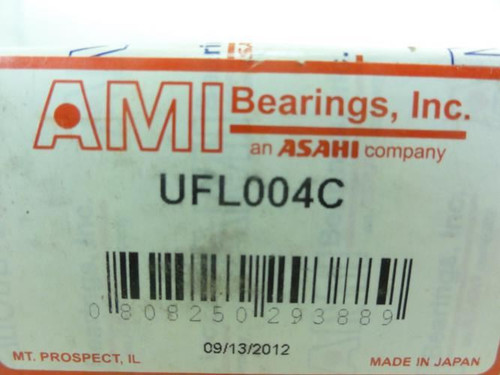 AMI Bearings, Inc.
an ASAHI company
UFL004C
0 808250 293889
09/13/2012
MT. PROSPECT, IL
MADE IN JAPAN